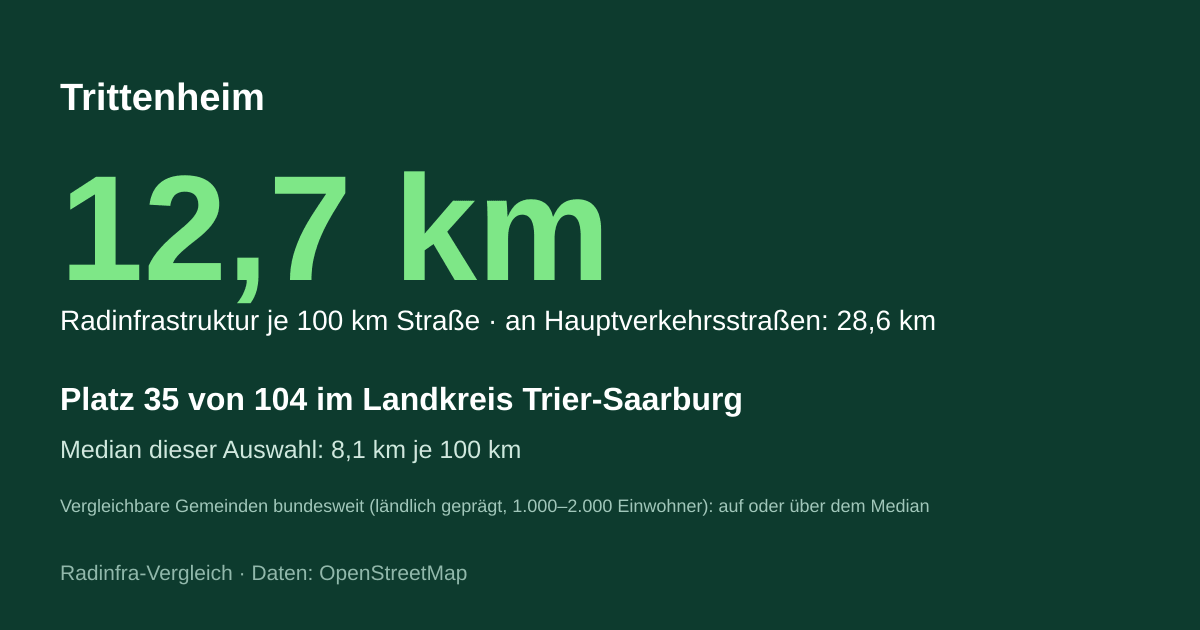 Trittenheim
12,7 km
Radinfrastruktur je 100 km Straße · an Hauptverkehrsstraßen: 28,6 km
Platz 35 von 104 im Landkreis Trier-Saarburg
Median dieser Auswahl: 8,1 km je 100 km
Vergleichbare Gemeinden bundesweit (ländlich geprägt, 1.000–2.000 Einwohner): auf oder über dem Median
Radinfra-Vergleich · Daten: OpenStreetMap